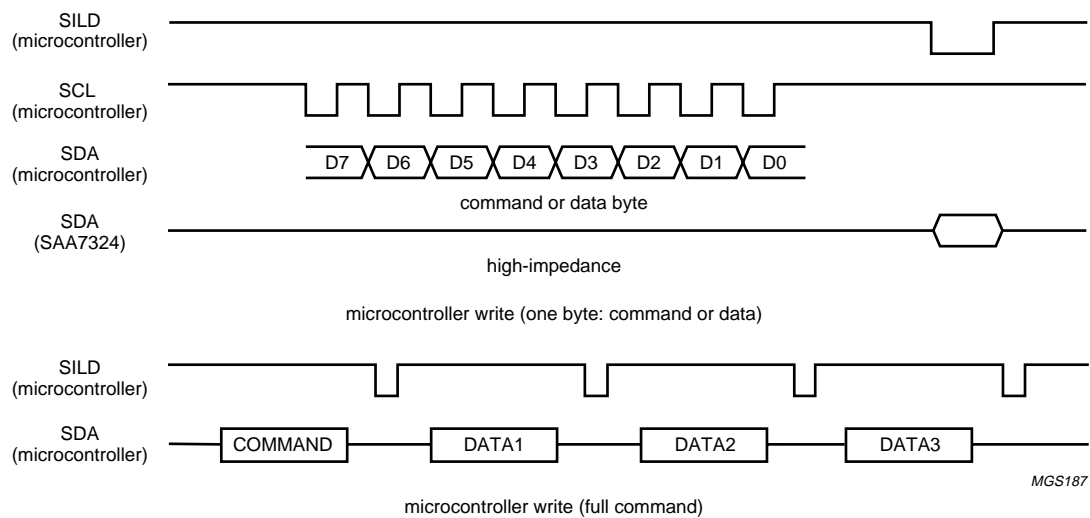 SILD
(microcontroller)
SCL
(microcontroller)
SDA
(microcontroller)
D7 D6 D5 D4 D3 D2 D1 D0
command or data byte
SDA
(SAA7324)
high-impedance
microcontroller write (one byte: command or data)
SILD
(microcontroller)
SDA
(microcontroller)
COMMAND DATA1 DATA2 DATA3
MGS187
microcontroller write (full command)